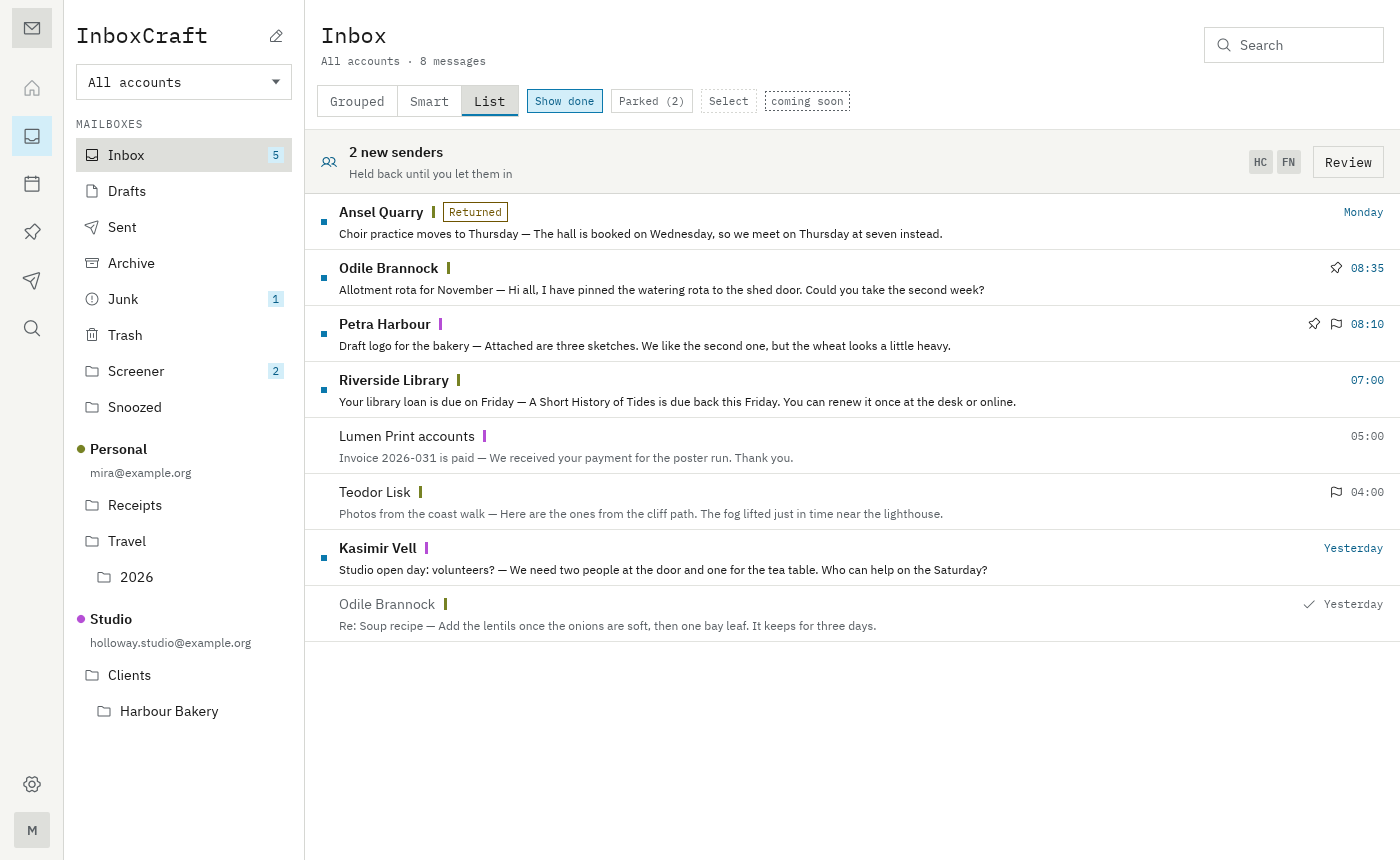 InboxCraft
All accounts
MAILBOXES
Inbox 5
Drafts
Sent
Archive
Junk 1
Trash
Screener 2
Snoozed
Personal
mira@example.org
Receipts
Travel
2026
Studio
holloway.studio@example.org
Clients
Harbour Bakery
M
Inbox
All accounts · 8 messages
Search
Grouped Smart List Show done Parked (2) Select coming soon
2 new senders
Held back until you let them in
HC FN Review
Ansel Quarry Returned Monday
Choir practice moves to Thursday — The hall is booked on Wednesday, so we meet on Thursday at seven instead.
Odile Brannock 08:35
Allotment rota for November — Hi all, I have pinned the watering rota to the shed door. Could you take the second week?
Petra Harbour 08:10
Draft logo for the bakery — Attached are three sketches. We like the second one, but the wheat looks a little heavy.
Riverside Library 07:00
Your library loan is due on Friday — A Short History of Tides is due back this Friday. You can renew it once at the desk or online.
Lumen Print accounts 05:00
Invoice 2026-031 is paid — We received your payment for the poster run. Thank you.
Teodor Lisk 04:00
Photos from the coast walk — Here are the ones from the cliff path. The fog lifted just in time near the lighthouse.
Kasimir Vell Yesterday
Studio open day: volunteers? — We need two people at the door and one for the tea table. Who can help on the Saturday?
Odile Brannock Yesterday
Re: Soup recipe — Add the lentils once the onions are soft, then one bay leaf. It keeps for three days.